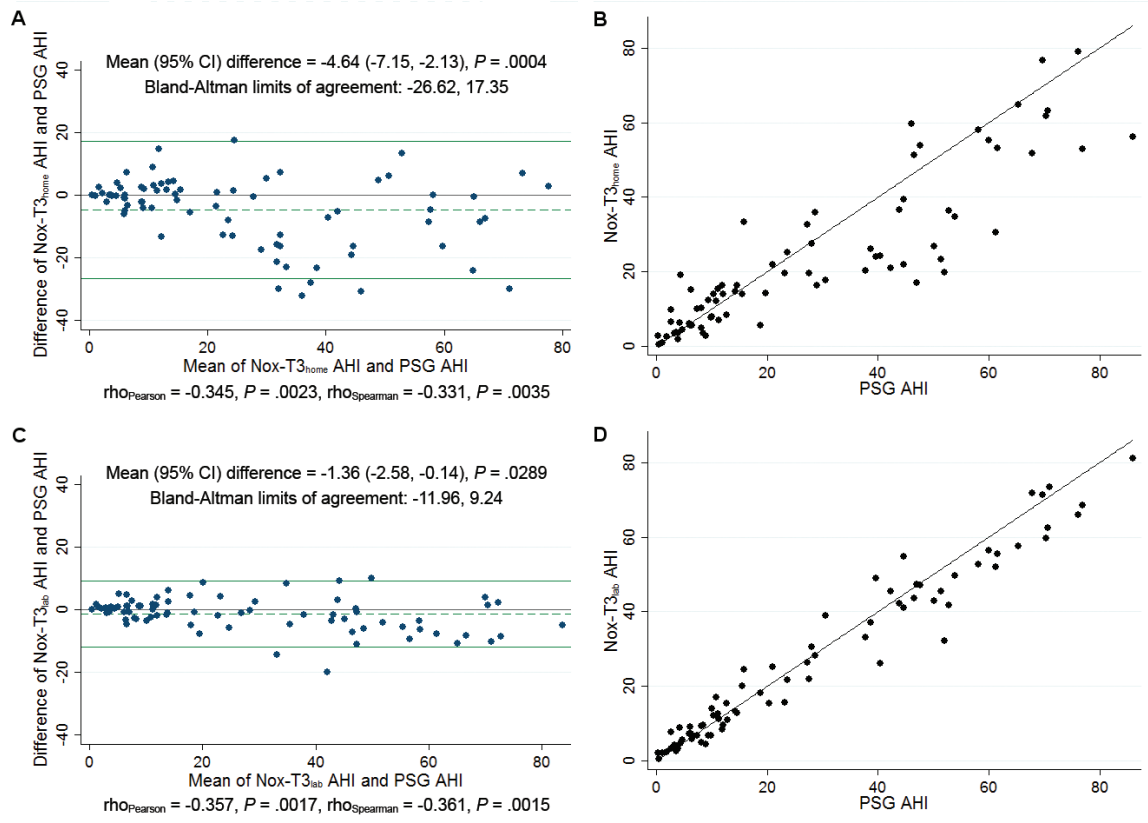 A
Mean (95% CI) difference = -4.64 (-7.15, -2.13), P = .0004
Bland-Altman limits of agreement: -26.62, 17.35
Difference of Nox-T3home AHI and PSG AHI
40
20
0
-20
-40
0 20 40 60 80
Mean of Nox-T3home AHI and PSG AHI
rhoPearson = -0.345, P = .0023, rhoSpearman = -0.331, P = .0035
B
Nox-T3home AHI
80
60
40
20
0
0 20 40 60 80
PSG AHI
C
Mean (95% CI) difference = -1.36 (-2.58, -0.14), P = .0289
Bland-Altman limits of agreement: -11.96, 9.24
Difference of Nox-T3lab AHI and PSG AHI
40
20
0
-20
-40
0 20 40 60 80
Mean of Nox-T3lab AHI and PSG AHI
rhoPearson = -0.357, P = .0017, rhoSpearman = -0.361, P = .0015
D
Nox-T3lab AHI
80
60
40
20
0
0 20 40 60 80
PSG AHI